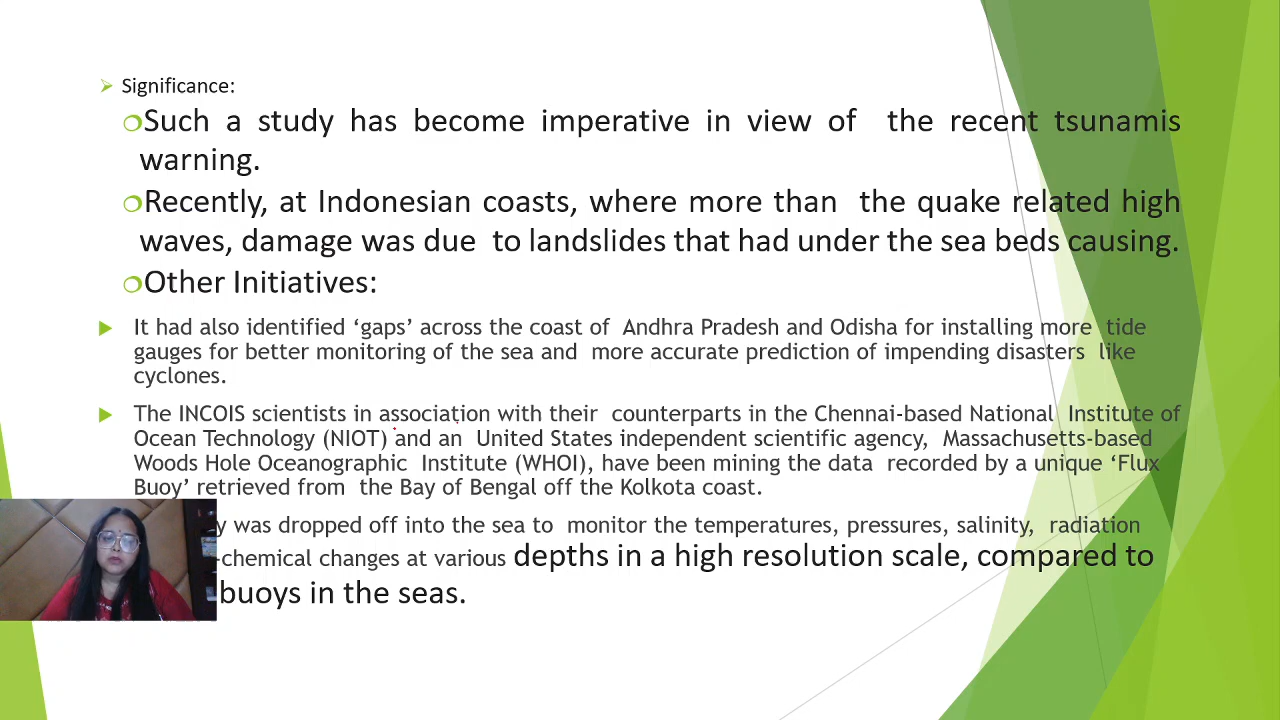 Significance:
Such a study has become imperative in view of the recent tsunamis
warning.
Recently, at Indonesian coasts, where more than the quake related high
waves, damage was due to landslides that had under the sea beds causing.
Other Initiatives:
It had also identified ‘gaps’ across the coast of Andhra Pradesh and Odisha for installing more tide
gauges for better monitoring of the sea and more accurate prediction of impending disasters like
cyclones.
The INCOIS scientists in association with their counterparts in the Chennai-based National Institute of
Ocean Technology (NIOT) and an United States independent scientific agency, Massachusetts-based
Woods Hole Oceanographic Institute (WHOI), have been mining the data recorded by a unique ‘Flux
Buoy’ retrieved from the Bay of Bengal off the Kolkota coast.
was dropped off into the sea to monitor the temperatures, pressures, salinity, radiation
-chemical changes at various depths in a high resolution scale, compared to
buoys in the seas.